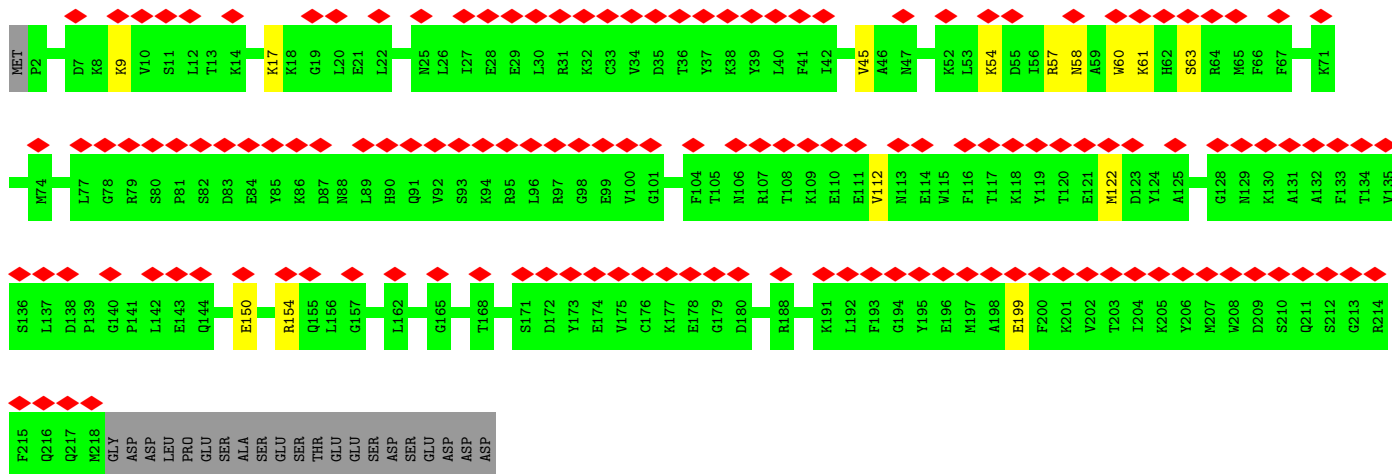 MET P2 D7 K8 K9 V10 S11 L12 T13 K14 K17 K18 G19 L20 E21 L22 N25 L26 I27 E28 E29 L30 R31 K32 C33 V34 D35 T36 Y37 K38 Y39 L40 F41 I42 V45 A46 N47 K52 L53 K54 D55 I56 R57 N58 A59 W60 K61 H62 S63 R64 M65 F66 F67 K71
M74 L77 G78 R79 S80 P81 S82 D83 E84 Y85 K86 D87 N88 L89 H90 Q91 V92 S93 K94 R95 L96 R97 G98 E99 V100 G101 F104 T105 N106 R107 T108 K109 E110 E111 V112 N113 E114 W115 F116 T117 K118 Y119 T120 E121 M122 D123 Y124 A125 G128 N129 K130 A131 A132 F133 T134 V135
S136 L137 D138 P139 G140 P141 L142 E143 Q144 E150 R154 Q155 L156 G157 L162 G165 T168 S171 D172 Y173 E174 V175 C176 K177 E178 G179 D180 R188 K191 L192 F193 G194 Y195 E196 M197 A198 E199 F200 K201 V202 T203 I204 K205 Y206 M207 W208 D209 S210 Q211 S212 G213 R214
F215 Q216 Q217 M218 GLY ASP ASP LEU PRO GLU SER ALA SER GLU SER THR GLU GLU SER ASP SER GLU ASP ASP ASP